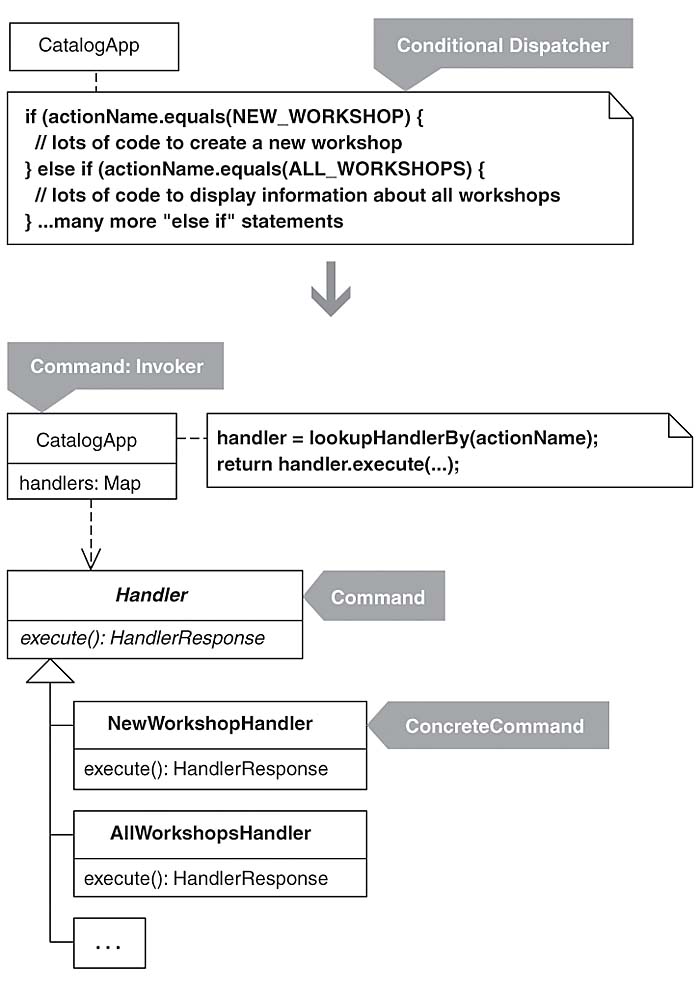 CatalogApp
Conditional Dispatcher
if (actionName.equals(NEW_WORKSHOP) {
// lots of code to create a new workshop
} else if (actionName.equals(ALL_WORKSHOPS) {
// lots of code to display information about all workshops
} ...many more "else if" statements
Command: Invoker
CatalogApp
handlers: Map
handler = lookupHandlerBy(actionName);
return handler.execute(...);
Handler
execute(): HandlerResponse
Command
NewWorkshopHandler
execute(): HandlerResponse
ConcreteCommand
AllWorkshopsHandler
execute(): HandlerResponse
...